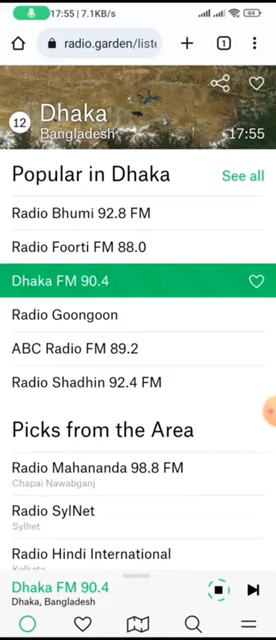 17:55 | 7.1KB/s
64
radio.garden/liste
1
Dhaka
12
Bangladesh
17:55
Popular in Dhaka
See all
Radio Bhumi 92.8 FM
Radio Foorti FM 88.0
Dhaka FM 90.4
Radio Goongoon
ABC Radio FM 89.2
Radio Shadhin 92.4 FM
Picks from the Area
Radio Mahananda 98.8 FM
Chapai Nawabganj
Radio SylNet
Sylhet
Radio Hindi International
Kolkata
Dhaka FM 90.4
Dhaka, Bangladesh